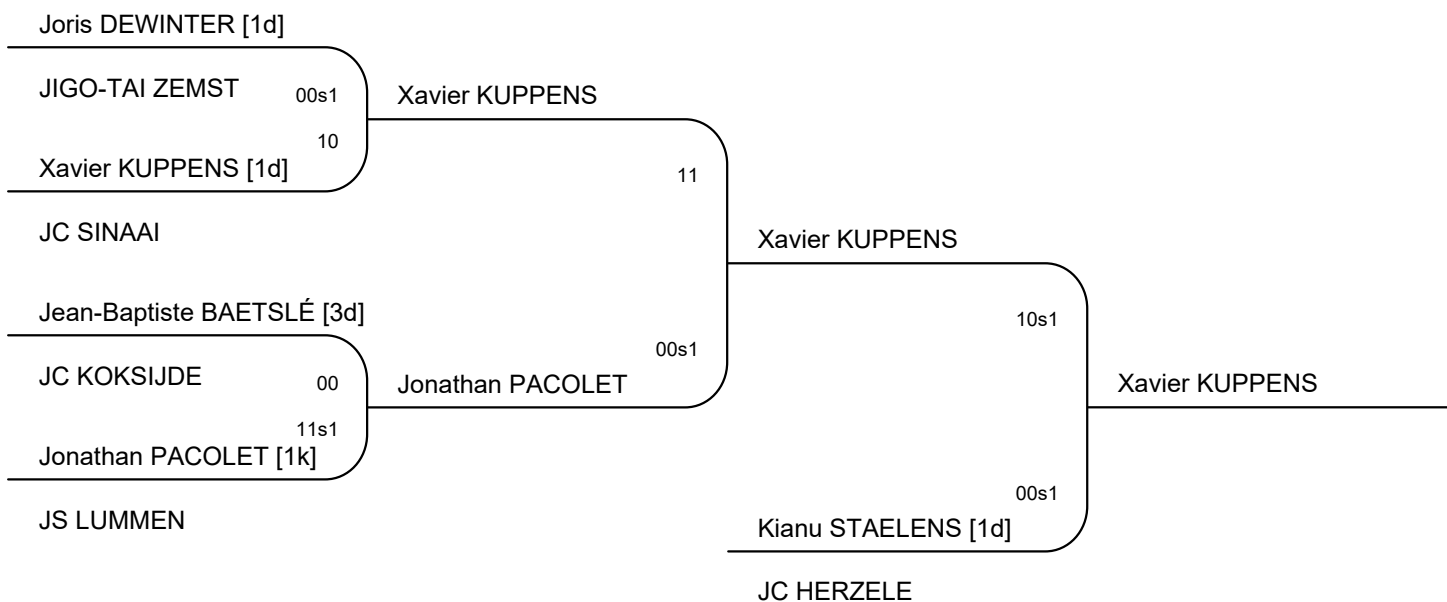 Joris DEWINTER [1d]
JIGO-TAI ZEMST
00s1
Xavier KUPPENS
10
Xavier KUPPENS [1d]
11
JC SINAAI
Xavier KUPPENS
Jean-Baptiste BAETSLÉ [3d]
10s1
00s1
JC KOKSIJDE
00
Jonathan PACOLET
Xavier KUPPENS
11s1
Jonathan PACOLET [1k]
00s1
JS LUMMEN
Kianu STAELENS [1d]
JC HERZELE